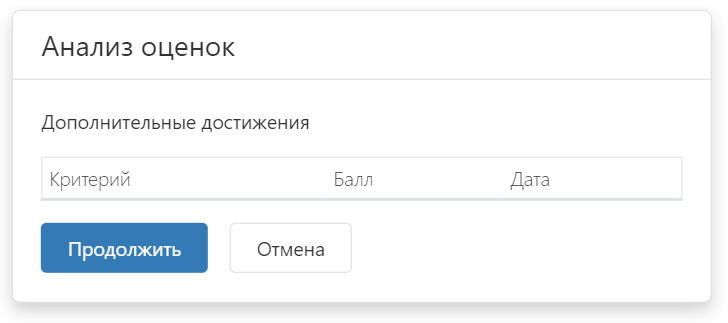 Анализ оценок
Дополнительные достижения
Критерий Балл Дата
Продолжить Отмена